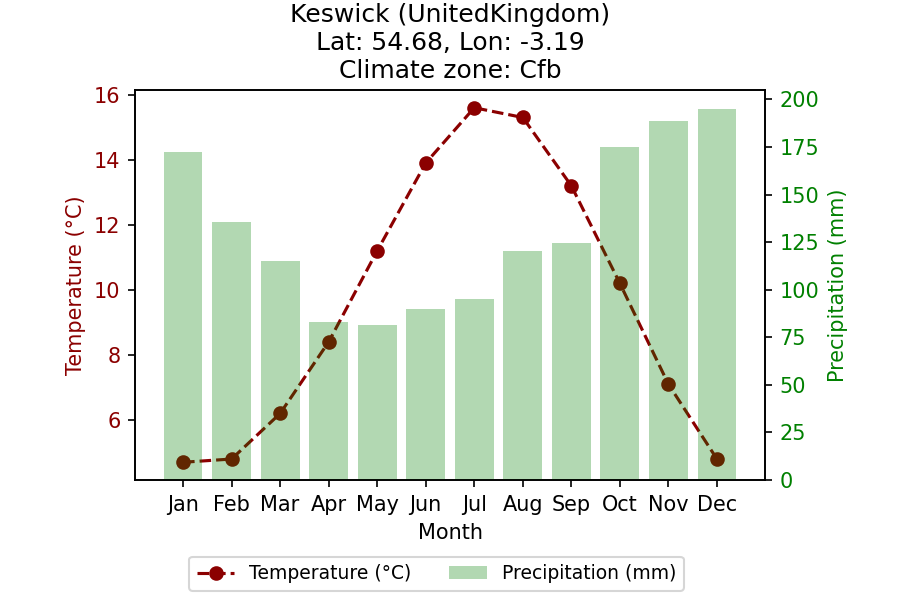 Keswick (UnitedKingdom)
Lat: 54.68, Lon: -3.19
Climate zone: Cfb
16
14
12
10
8
6
Temperature (°C)
200
175
150
125
100
75
50
25
0
Precipitation (mm)
Jan Feb Mar Apr May Jun Jul Aug Sep Oct Nov Dec
Month
Temperature (°C) Precipitation (mm)